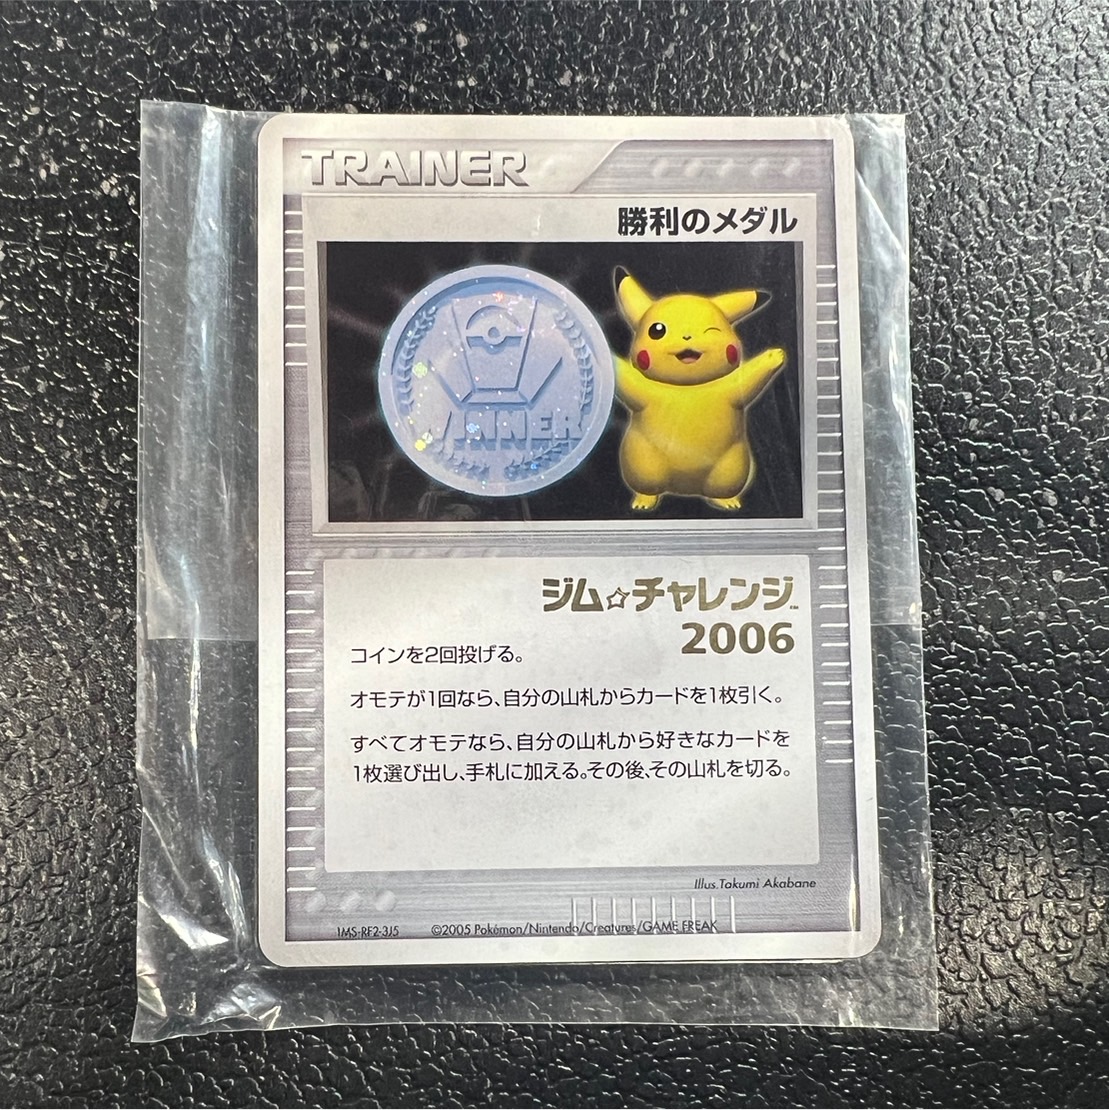 TRAINER
勝利のメダル
WINNER
ジム☆チャレンジ
2006
コインを2回投げる。
オモテが1回なら、自分の山札からカードを1枚引く。
すべてオモテなら、自分の山札から好きなカードを
1枚選び出し、手札に加える。その後、その山札を切る。
Illus.Takumi Akabane
1MS-RF2-3J5 ©2005 Pokémon/Nintendo/Creatures/GAME FREAK